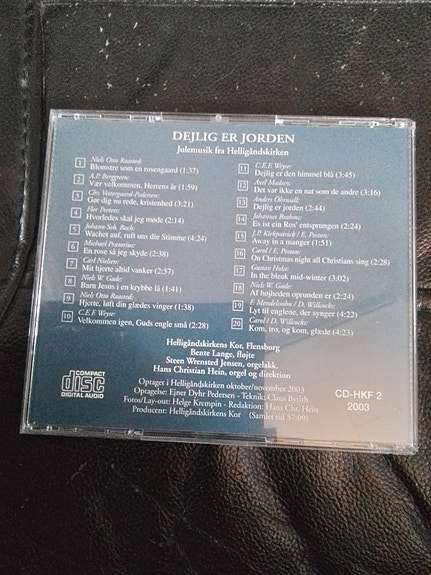 DEJLIG ER JORDEN
Julemusik fra Helligåndskirken
1 Niels Otto Raasted:
Blomstre som en rosengaard (1:37)
2 A.P. Berggreen:
Vær velkommen, Herrens år (1:59)
3 Chr. Vestergaard-Pedersen:
Gør dig nu rede, kristenhed (3:21)
4 Flor Peeters:
Hvorledes skal jeg møde (2:14)
5 Johann Seb. Bach:
Wachet auf, ruft uns die Stimme (4:24)
6 Michael Praetorius:
En rose så jeg skyde (2:38)
7 Carl Nielsen:
Mit hjerte altid vanker (2:57)
8 Niels W. Gade:
Barn Jesus i en krybbe lå (1:41)
9 Niels Otto Raasted:
Hjerte, løft din glædes vinger (1:38)
10 C.E.F. Weyse:
Velkommen igen, Guds engle små (2:28)
11 C.E.F. Weyse:
Dejlig er den himmel blå (3:45)
12 Axel Madsen:
Det var ikke en nat som de andre (3:16)
13 Anders Öhrwall:
Dejlig er jorden (2:44)
14 Johannes Brahms:
Es ist ein Ros' entsprungen (2:24)
15 J.P. Kirkpatrick / E. Poston:
Away in a manger (1:51)
16 Carol / E. Poston:
On Christmas night all Christians sing (2:28)
17 Gustav Holst:
In the bleak mid-winter (3:02)
18 Niels W. Gade:
Af højheden oprunden er (2:24)
19 F. Mendelssohn / D. Willcocks:
Lyt til englene, der synger (4:22)
20 Carol / D. Willcocks:
Kom, tro, og kom, glæde (4:23)
Helligåndskirkens Kor, Flensborg
Bente Lange, fløjte
Steen Wrensted Jensen, orgelakk.
Hans Christian Hein, orgel og direktion
COMPACT
disc
DIGITAL AUDIO
Optaget i Helligåndskirken oktober/november 2003
Optagelse: Ejner Dyhr Pedersen - Teknik: Claus Byrith
Fotos/Lay-out: Helge Krempin - Redaktion: Hans Chr. Hein
Producent: Helligåndskirkens Kor (Samlet tid 57:09)
CD-HKF 2
2003